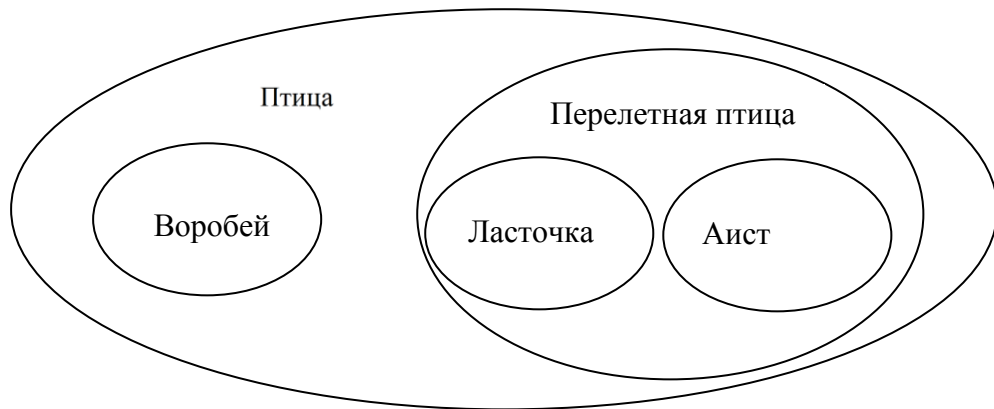 Птица
Перелетная птица
Воробей
Ласточка
Аист